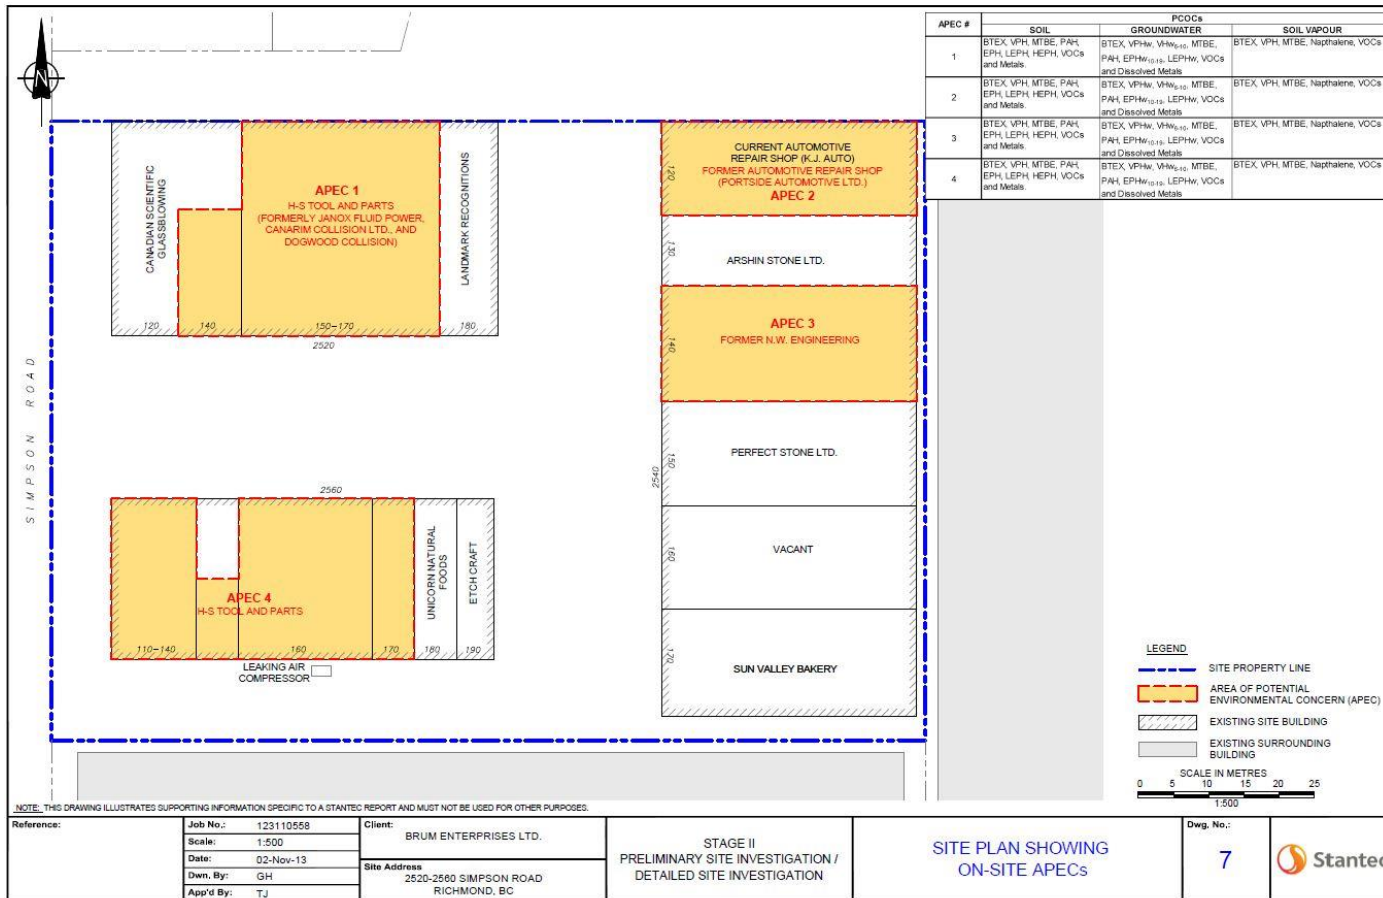 N
APEC #
PCOCs
SOIL
GROUNDWATER
SOIL VAPOUR
1
BTEX, VPH, MTBE, PAH,
EPH, LEPH, HEPH, VOCs
and Metals.
BTEX, VPHw, VHw6-10, MTBE,
PAH, EPHw10-19, LEPHw, VOCs
and Dissolved Metals
BTEX, VPH, MTBE, Napthalene, VOCs
2
BTEX, VPH, MTBE, PAH,
EPH, LEPH, HEPH, VOCs
and Metals.
BTEX, VPHw, VHw6-10, MTBE,
PAH, EPHw10-19, LEPHw, VOCs
and Dissolved Metals
BTEX, VPH, MTBE, Napthalene, VOCs
3
BTEX, VPH, MTBE, PAH,
EPH, LEPH, HEPH, VOCs
and Metals.
BTEX, VPHw, VHw6-10, MTBE,
PAH, EPHw10-19, LEPHw, VOCs
and Dissolved Metals
BTEX, VPH, MTBE, Napthalene, VOCs
4
BTEX, VPH, MTBE, PAH,
EPH, LEPH, HEPH, VOCs
and Metals.
BTEX, VPHw, VHw6-10, MTBE,
PAH, EPHw10-19, LEPHw, VOCs
and Dissolved Metals
BTEX, VPH, MTBE, Napthalene, VOCs
SIMPSON ROAD
CANADIAN SCIENTIFIC
GLASSBLOWING
APEC 1
H-S TOOL AND PARTS
(FORMERLY JANOX FLUID POWER,
CANARIM COLLISION LTD., AND
DOGWOOD COLLISION)
LANDMARK RECOGNITIONS
120
140
150-170
180
2520
CURRENT AUTOMOTIVE
REPAIR SHOP (K.J. AUTO)
FORMER AUTOMOTIVE REPAIR SHOP
(PORTSIDE AUTOMOTIVE LTD.)
APEC 2
120
130
ARSHIN STONE LTD.
APEC 3
FORMER N.W. ENGINEERING
140
150
PERFECT STONE LTD.
2540
160
VACANT
170
SUN VALLEY BAKERY
2560
APEC 4
H-S TOOL AND PARTS
UNICORN NATURAL
FOODS
ETCH CRAFT
110-140
160
170
180
190
LEAKING AIR
COMPRESSOR
LEGEND
SITE PROPERTY LINE
AREA OF POTENTIAL
ENVIRONMENTAL CONCERN (APEC)
EXISTING SITE BUILDING
EXISTING SURROUNDING
BUILDING
SCALE IN METRES
0 5 10 15 20 25
1:500
NOTE: THIS DRAWING ILLUSTRATES SUPPORTING INFORMATION SPECIFIC TO A STANTEC REPORT AND MUST NOT BE USED FOR OTHER PURPOSES.
Reference:
Job No.: 123110558
Scale: 1:500
Date: 02-Nov-13
Dwn. By: GH
App'd By: TJ
Client:
BRUM ENTERPRISES LTD.
Site Address
2520-2560 SIMPSON ROAD
RICHMOND, BC
STAGE II
PRELIMINARY SITE INVESTIGATION /
DETAILED SITE INVESTIGATION
SITE PLAN SHOWING
ON-SITE APECs
Dwg. No.:
7
Stantec